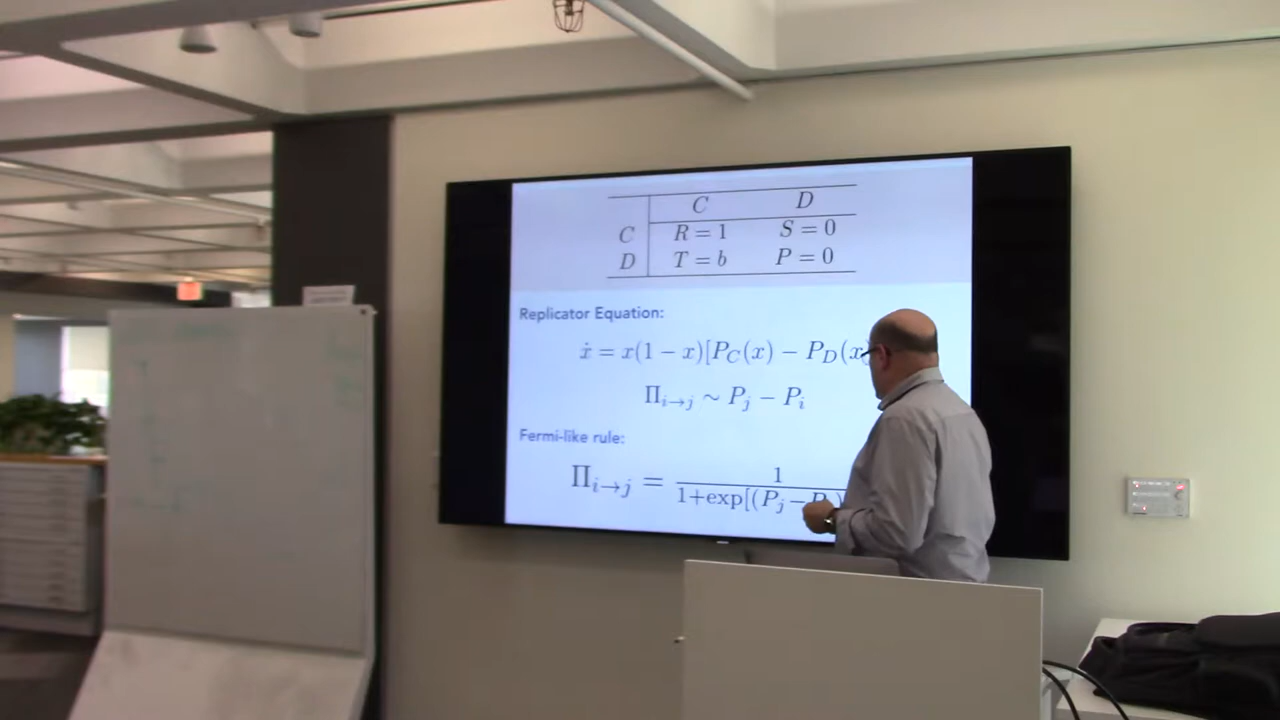 C D
C R = 1 S = 0
D T = b P = 0
Replicator Equation:
ẋ = x(1 − x)[P_C(x) − P_D(x
Π_{i→j} ∼ P_j − P_i
Fermi-like rule:
Π_{i→j} = 1
1+exp[(P_j−P